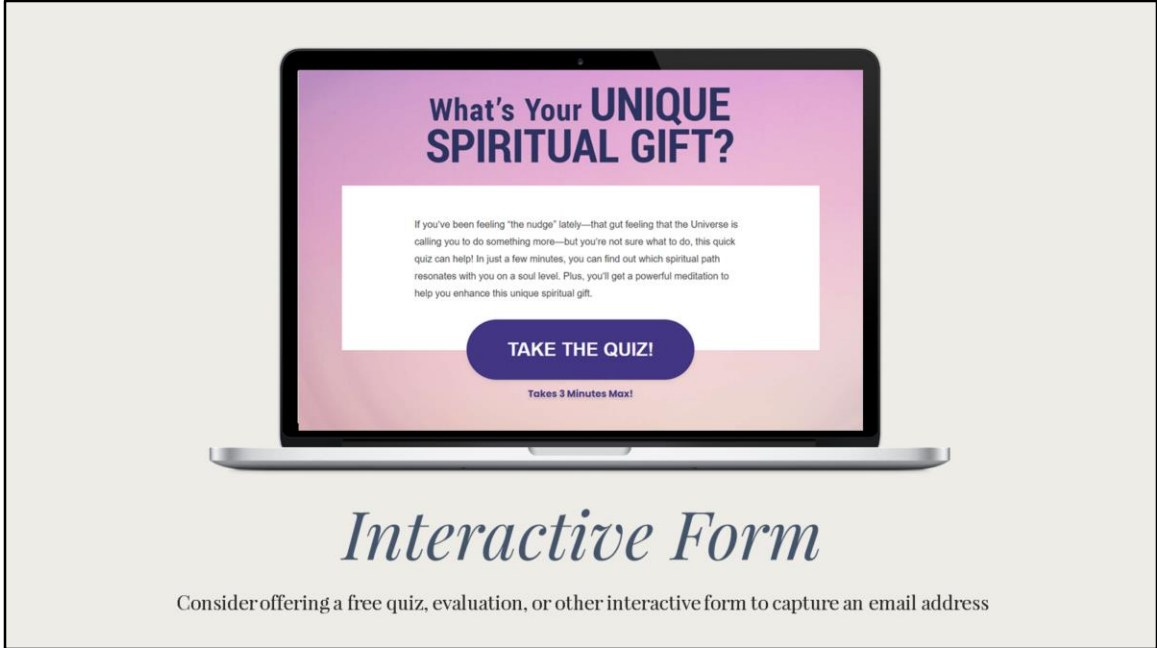 What's Your UNIQUE
SPIRITUAL GIFT?
If you've been feeling “the nudge” lately—that gut feeling that the Universe is
calling you to do something more—but you're not sure what to do, this quick
quiz can help! In just a few minutes, you can find out which spiritual path
resonates with you on a soul level. Plus, you'll get a powerful meditation to
help you enhance this unique spiritual gift.
TAKE THE QUIZ!
Takes 3 Minutes Max!
Interactive Form
Consider offering a free quiz, evaluation, or other interactive form to capture an email address